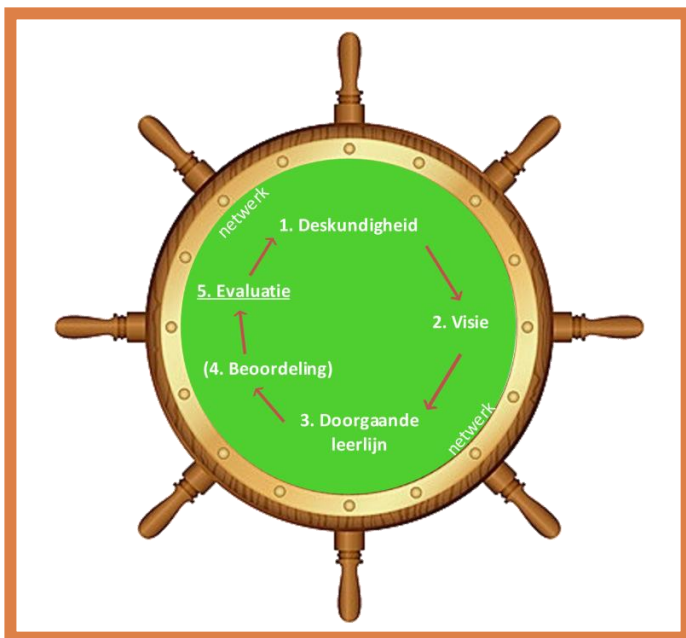 netwerk
1. Deskundigheid
5. Evaluatie
2. Visie
(4. Beoordeling)
3. Doorgaande
leerlijn
netwerk